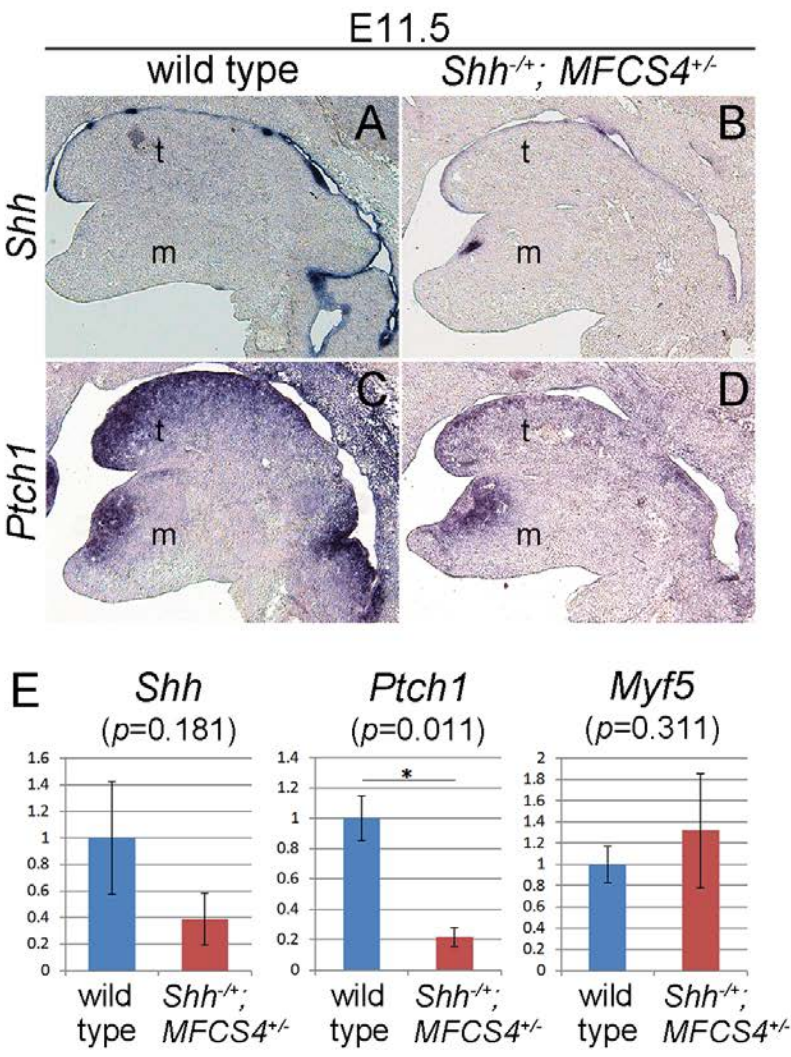 E11.5
wild type
Shh-/+; MFCS4+/-
Shh
A
t
m
B
t
m
Ptch1
C
t
m
D
t
m
E
Shh
(p=0.181)
1.6
1.4
1.2
1
0.8
0.6
0.4
0.2
0
wild
type
Shh-/+;
MFCS4+/-
Ptch1
(p=0.011)
1.4
1.2
1
0.8
0.6
0.4
0.2
0
*
wild
type
Shh-/+;
MFCS4+/-
Myf5
(p=0.311)
2
1.8
1.6
1.4
1.2
1
0.8
0.6
0.4
0.2
0
wild
type
Shh-/+;
MFCS4+/-